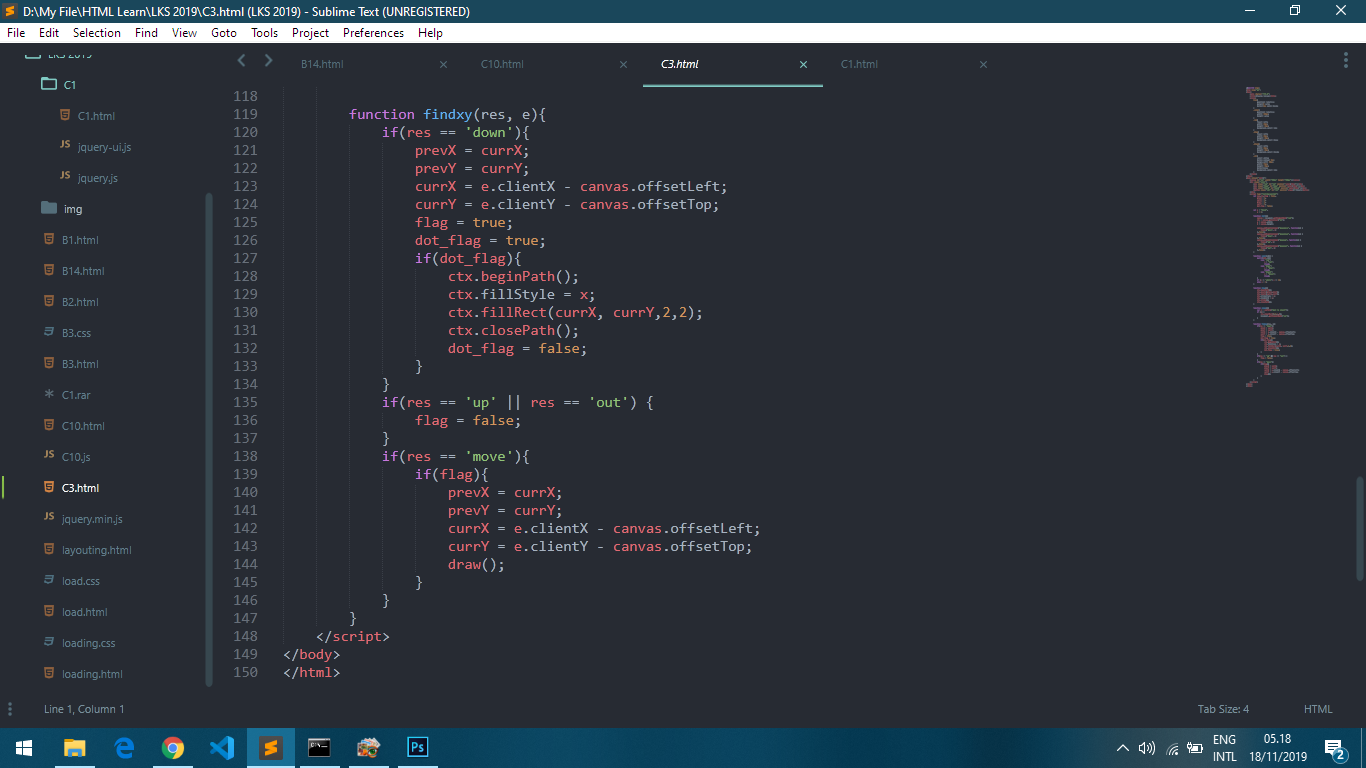 D:\My File\HTML Learn\LKS 2019\C3.html (LKS 2019) - Sublime Text (UNREGISTERED)
File Edit Selection Find View Goto Tools Project Preferences Help
LKS 2019
C1
C1.html
JS jquery-ui.js
JS jquery.js
img
B1.html
B14.html
B2.html
B3.css
B3.html
C1.rar
C10.html
JS C10.js
C3.html
JS jquery.min.js
layouting.html
load.css
load.html
loading.css
loading.html
B14.html C10.html C3.html C1.html
118
119 function findxy(res, e){
120 if(res == 'down'){
121 prevX = currX;
122 prevY = currY;
123 currX = e.clientX - canvas.offsetLeft;
124 currY = e.clientY - canvas.offsetTop;
125 flag = true;
126 dot_flag = true;
127 if(dot_flag){
128 ctx.beginPath();
129 ctx.fillStyle = x;
130 ctx.fillRect(currX, currY,2,2);
131 ctx.closePath();
132 dot_flag = false;
133 }
134 }
135 if(res == 'up' || res == 'out') {
136 flag = false;
137 }
138 if(res == 'move'){
139 if(flag){
140 prevX = currX;
141 prevY = currY;
142 currX = e.clientX - canvas.offsetLeft;
143 currY = e.clientY - canvas.offsetTop;
144 draw();
145 }
146 }
147 }
148 </script>
149 </body>
150 </html>
Line 1, Column 1 Tab Size: 4 HTML
Ps
ENG
INTL
05.18
18/11/2019
2